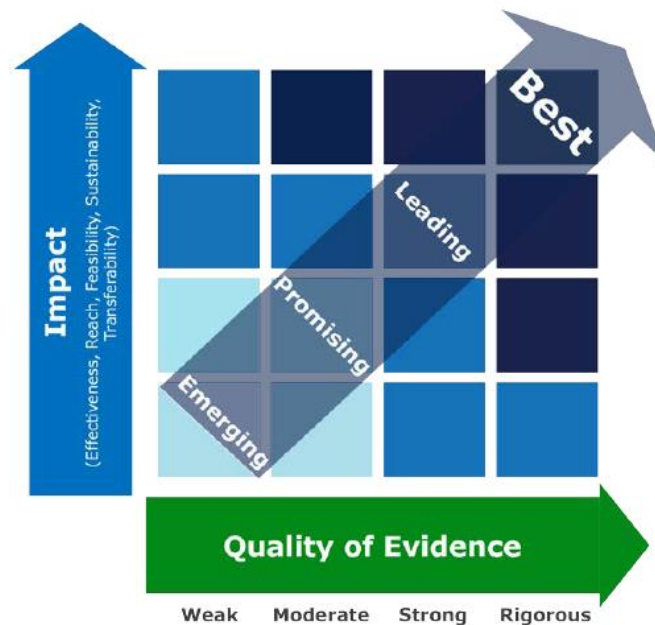 Impact
(Effectiveness, Reach, Feasibility, Sustainability,
Transferability)
Best
Leading
Promising
Emerging
Quality of Evidence
Weak Moderate Strong Rigorous